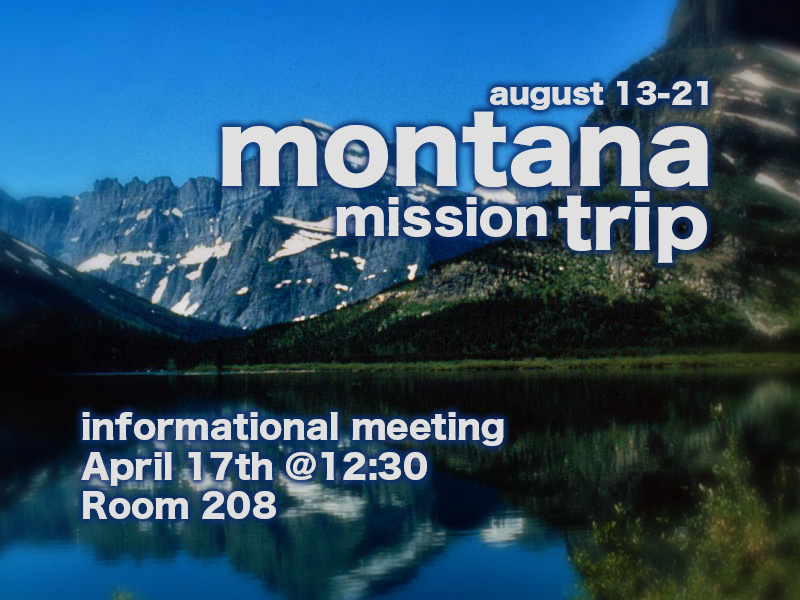 august 13-21
montana
mission trip
informational meeting
April 17th @12:30
Room 208